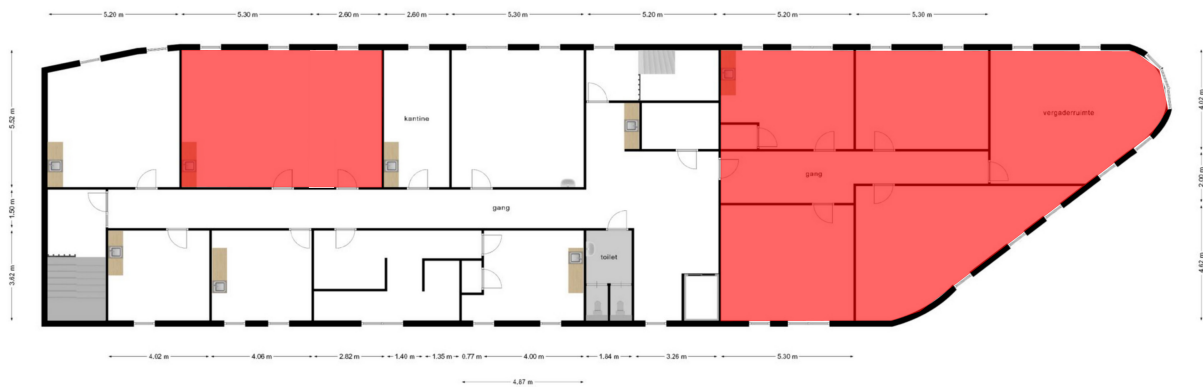 5.20 m 5.30 m 2.60 m 2.60 m 5.30 m 5.20 m 5.20 m 5.30 m
5.52 m
1.50 m
3.62 m
kantine
gang
toilet
gang
vergaderruimte
4.02 m
2.00 m
4.62 m
4.02 m 4.06 m 2.82 m 1.40 m 1.35 m 0.77 m 4.00 m 1.84 m 3.26 m 5.30 m
4.87 m